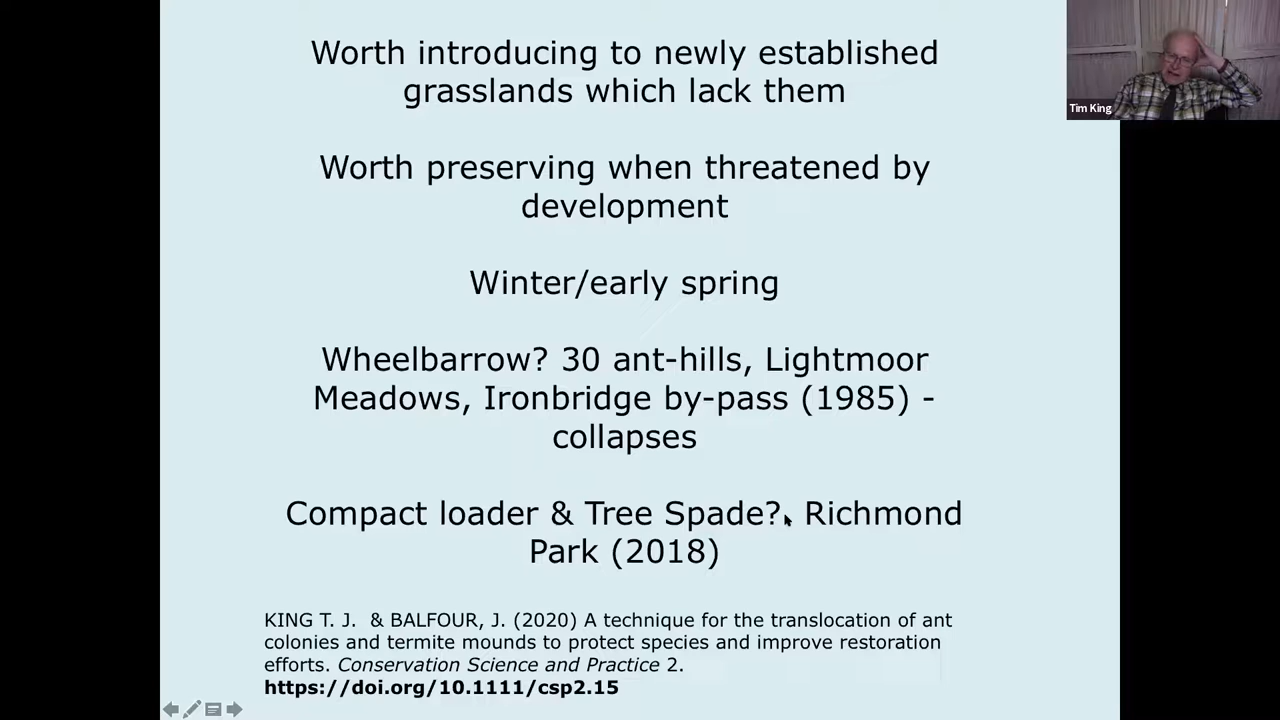 Worth introducing to newly established
grasslands which lack them
Worth preserving when threatened by
development
Winter/early spring
Wheelbarrow? 30 ant-hills, Lightmoor
Meadows, Ironbridge by-pass (1985) -
collapses
Compact loader & Tree Spade?, Richmond
Park (2018)
KING T. J. & BALFOUR, J. (2020) A technique for the translocation of ant
colonies and termite mounds to protect species and improve restoration
efforts. Conservation Science and Practice 2.
https://doi.org/10.1111/csp2.15
Tim King